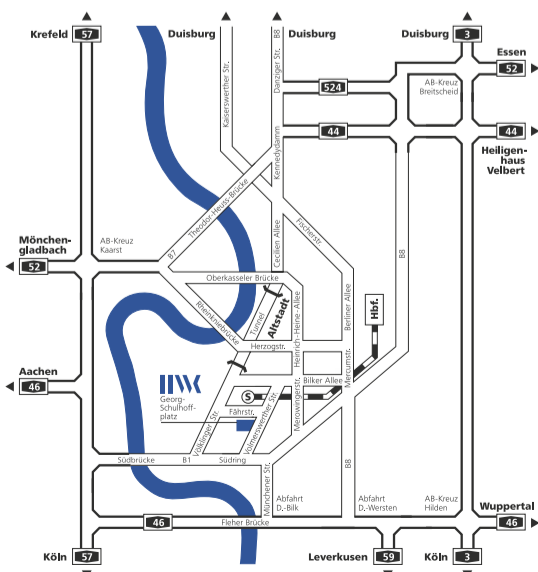 Krefeld
57
Duisburg
B8
Duisburg
Duisburg
3
Essen
52
Kaiserswerther Str.
Danziger Str.
524
AB-Kreuz
Breitscheid
44
44
Heiligen-
haus
Velbert
Kennedydamm
Theodor-Heuss-Brücke
B7
Fischerstr.
Cecilien Allee
B8
Mönchen-
gladbach
52
AB-Kreuz
Kaarst
Oberkasseler Brücke
Rheinkniebrücke
Tunnel
Altstadt
Heinrich-Heine-Allee
Berliner Allee
Hbf.
Herzogstr.
Aachen
46
HWK
Georg-
Schulhoff-
platz
S
Bilker Allee
Merowingerstr.
Mecumstr.
Fährstr.
Völklinger Str.
Volmerswerther Str.
Südbrücke
B1
Südring
Münchener Str.
B8
Abfahrt
D.-Bilk
Abfahrt
D.-Wersten
AB-Kreuz
Hilden
Wuppertal
46
46
Fleher Brücke
Köln
57
Leverkusen
59
Köln
3